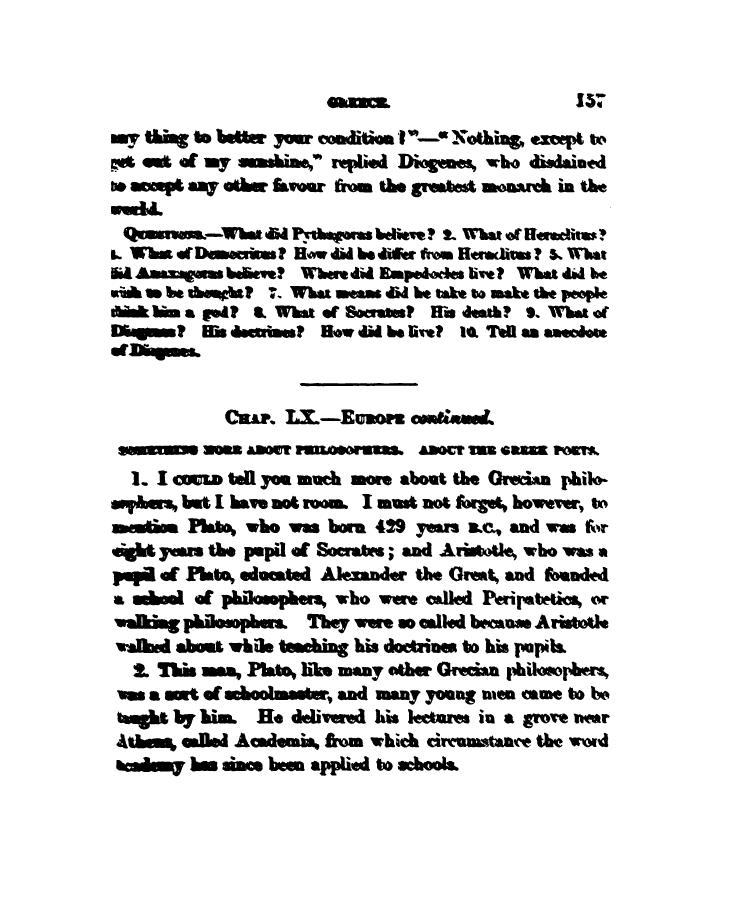 GREECE. 157
any thing to better your condition?"—"Nothing, except to
get out of my sunshine," replied Diogenes, who disdained
to accept any other favour from the greatest monarch in the
world.
QUESTIONS.—What did Pythagoras believe? 2. What of Heraclitus?
4. What of Democritus? How did he differ from Heraclitus? 5. What
did Anaxagoras believe? Where did Empedocles live? What did he
wish to be thought? 7. What means did he take to make the people
think him a god? 8. What of Socrates? His death? 9. What of
Diogenes? His doctrines? How did he live? 10. Tell an anecdote
of Diogenes.
CHAP. LX.—EUROPE continued.
SOMETHING MORE ABOUT PHILOSOPHERS. ABOUT THE GREEK POETS.
1. I COULD tell you much more about the Grecian philo-
sophers, but I have not room. I must not forget, however, to
mention Plato, who was born 429 years B.C., and was for
eight years the pupil of Socrates; and Aristotle, who was a
pupil of Plato, educated Alexander the Great, and founded
a school of philosophers, who were called Peripatetics, or
walking philosophers. They were so called because Aristotle
walked about while teaching his doctrines to his pupils.
2. This man, Plato, like many other Grecian philosophers,
was a sort of schoolmaster, and many young men came to be
taught by him. He delivered his lectures in a grove near
Athens, called Academia, from which circumstance the word
academy has since been applied to schools.